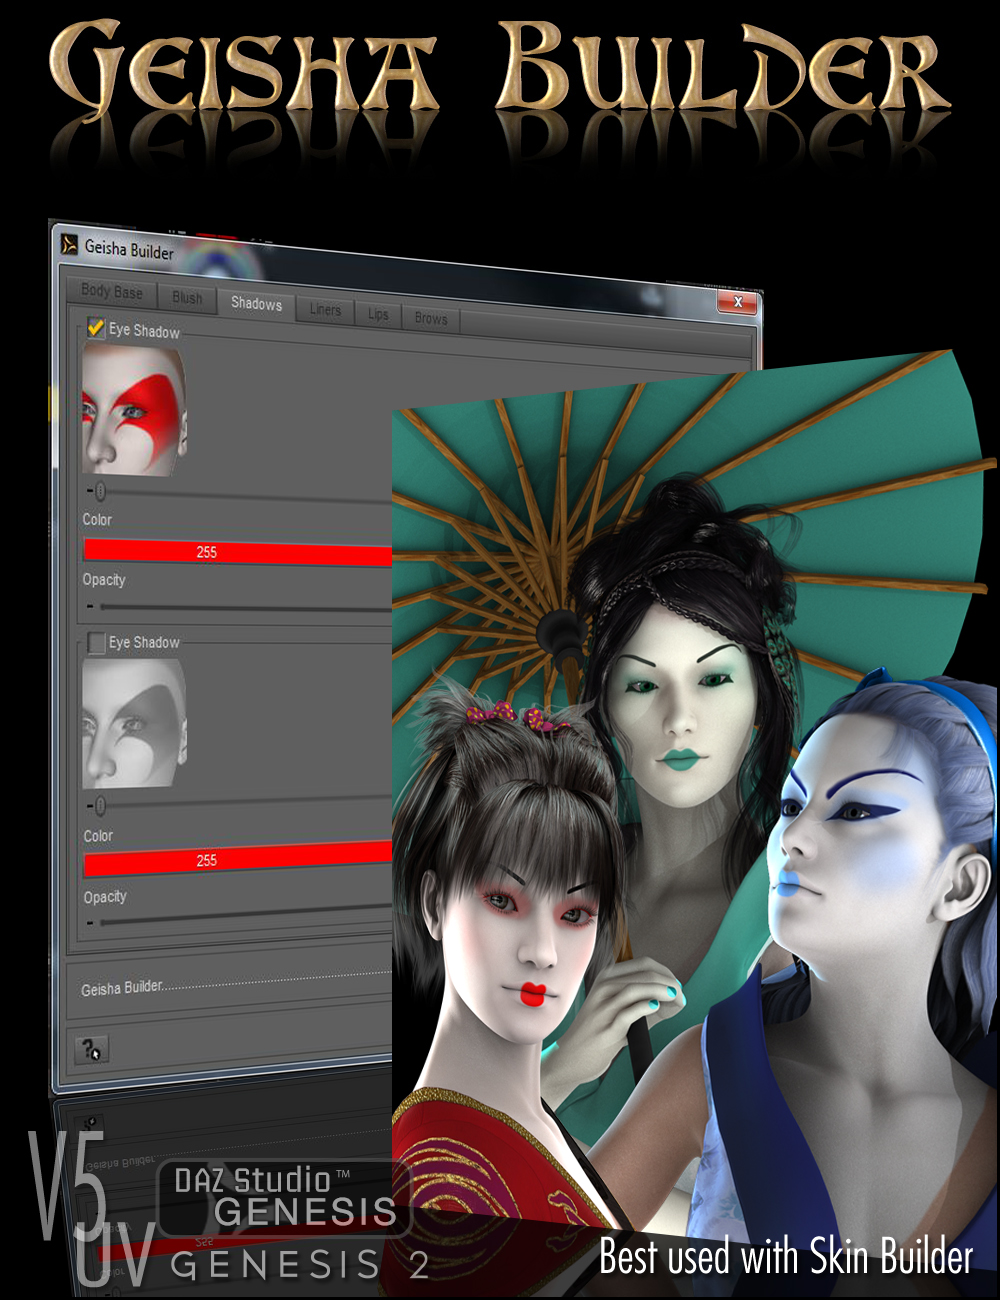 Geisha Builder
Geisha Builder
x
Body Base Blush Shadows Liners Lips Brows
Eye Shadow
Color
255
Opacity
Eye Shadow
Color
255
Opacity
Geisha Builder
?
V5
UV
DAZ Studio™
GENESIS
GENESIS 2
Best used with Skin Builder